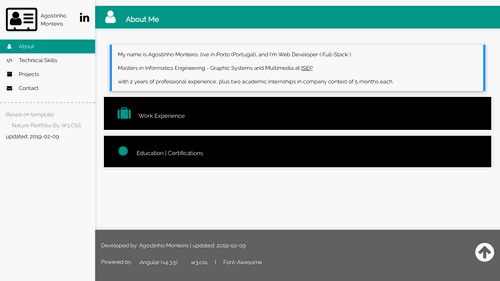 Agostinho
Monteiro
in
About
Technical Skills
Projects
Contact
Based on template
Nature Portfolio By W3.CSS
updated: 2019-02-09
About Me
My name is Agostinho Monteiro, live in Porto (Portugal), and I'm Web Developer ( Full-Stack ).
Masters in Informatics Engineering - Graphic Systems and Multimedia at ISEP
with 2 years of professional experience, plus two academic internships in company context of 5 months each.
Work Experience
Education | Certifications
Developed by: Agostinho Monteiro | updated: 2019-02-09
Powered by: Angular (v4.3.5) w3.css | Font-Awesome